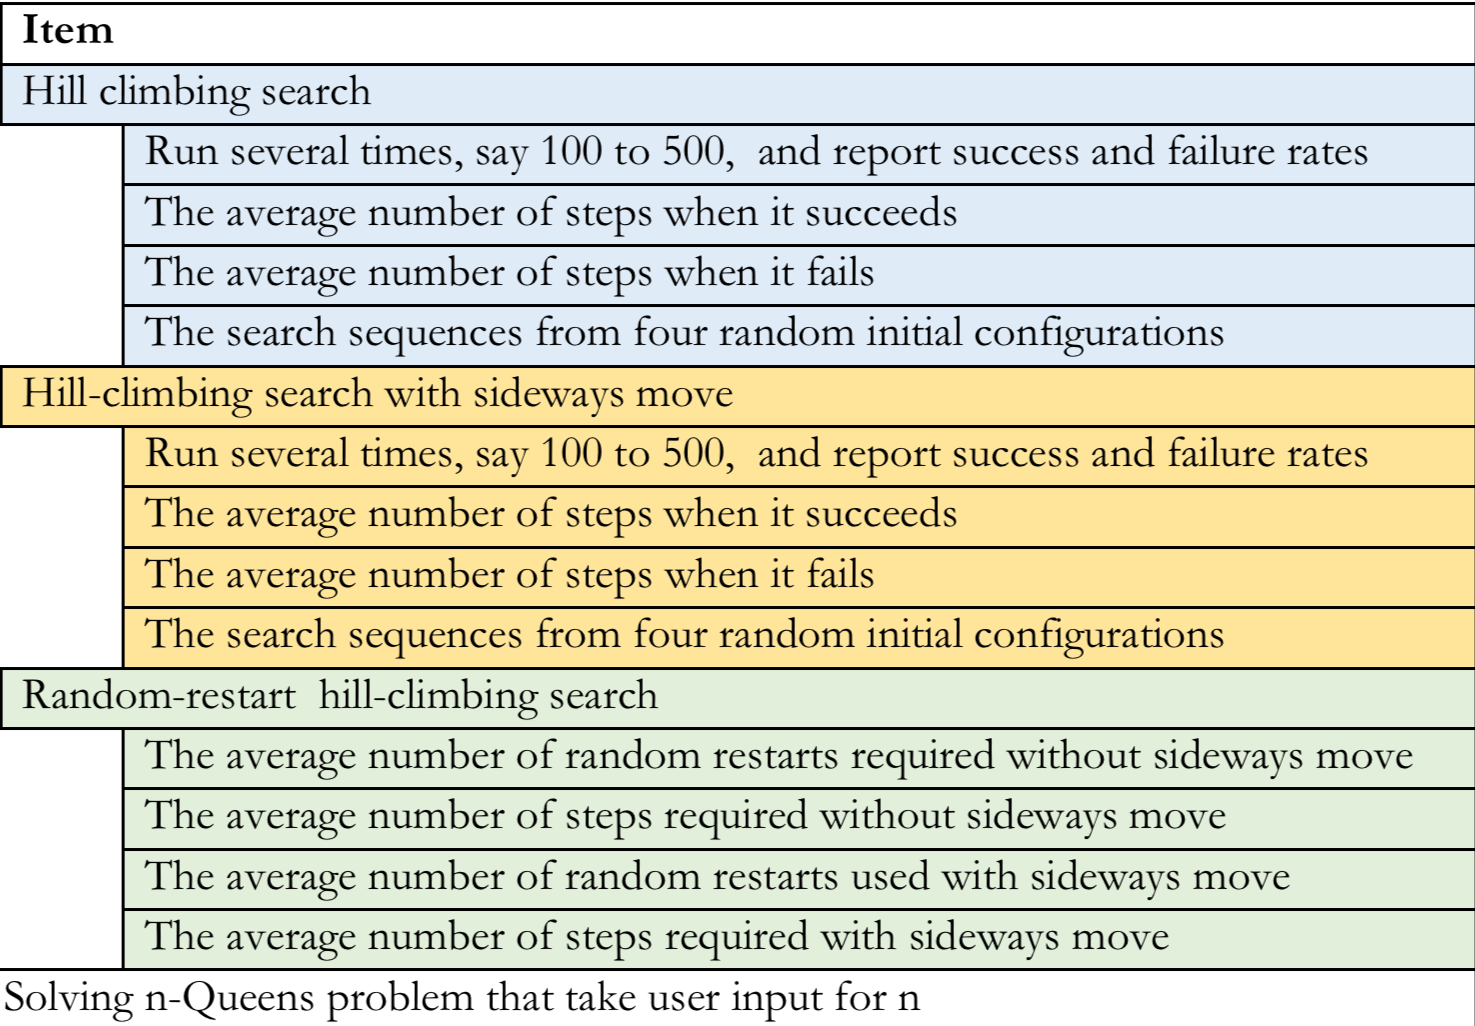 Item
Hill climbing search
Run several times, say 100 to 500,  and report success and failure rates
The average number of steps when it succeeds
The average number of steps when it fails
The search sequences from four random initial configurations
Hill-climbing search with sideways move
Run several times, say 100 to 500,  and report success and failure rates
The average number of steps when it succeeds
The average number of steps when it fails
The search sequences from four random initial configurations
Random-restart  hill-climbing search
The average number of random restarts required without sideways move
The average number of steps required without sideways move
The average number of random restarts used with sideways move
The average number of steps required with sideways move
Solving n-Queens problem that take user input for n